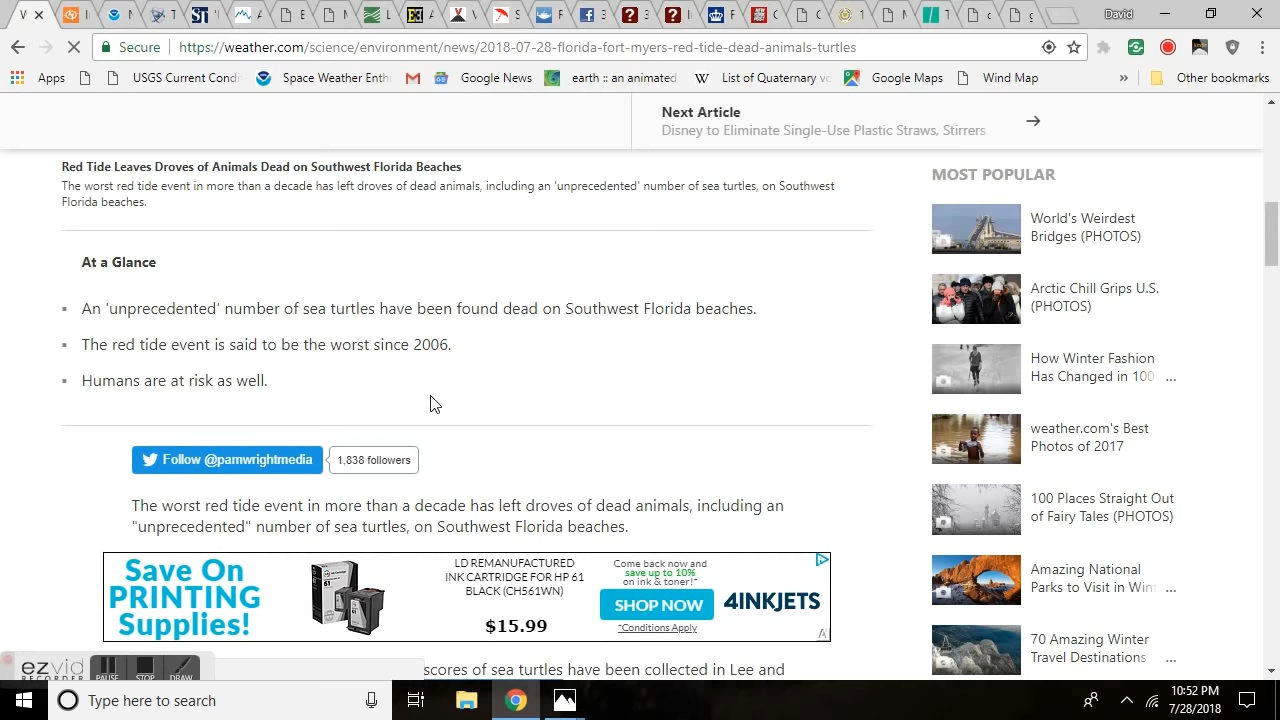 David
Secure
https://weather.com/science/environment/news/2018-07-28-florida-fort-myers-red-tide-dead-animals-turtles
Apps
USGS Current Condi
Space Weather Enth
Google News
earth :: an animated
List of Quaternary vo
Google Maps
Wind Map
»
Other bookmarks
Next Article
Disney to Eliminate Single-Use Plastic Straws, Stirrers
Red Tide Leaves Droves of Animals Dead on Southwest Florida Beaches
The worst red tide event in more than a decade has left droves of dead animals, including an 'unprecedented' number of sea turtles, on Southwest
Florida beaches.
At a Glance
An 'unprecedented' number of sea turtles have been found dead on Southwest Florida beaches.
The red tide event is said to be the worst since 2006.
Humans are at risk as well.
Follow @pamwrightmedia
1,838 followers
The worst red tide event in more than a decade has left droves of dead animals, including an
"unprecedented" number of sea turtles, on Southwest Florida beaches.
Save On
PRINTING
Supplies!
61
LD REMANUFACTURED
INK CARTRIDGE FOR HP 61
BLACK (CH561WN)
$15.99
Come back now and
save up to 10%
on ink & toner!*
SHOP NOW
*Conditions Apply
4INKJETS
scores of sea turtles have been collected in Lee and
MOST POPULAR
World's Weirdest
Bridges (PHOTOS)
Arctic Chill Grips U.S.
(PHOTOS)
How Winter Fashion
Has Changed in 100 ...
weather.com's Best
Photos of 2017
100 Places Straight Out
of Fairy Tales (PHOTOS)
Amazing National
Parks to Visit in Win ...
70 Amazing Winter
Travel Destinations ...
ezvid
RECORDER
PAUSE
STOP
DRAW
Type here to search
10:52 PM
7/28/2018